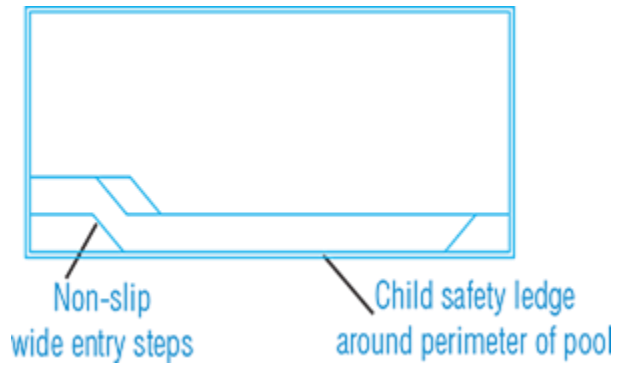 Non-slip
wide entry steps
Child safety ledge
around perimeter of pool